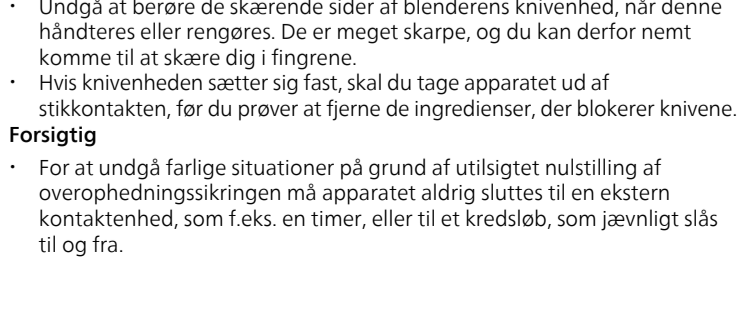 • Undgå at berøre de skærende sider af blenderens knivenhed, når denne
håndteres eller rengøres. De er meget skarpe, og du kan derfor nemt
komme til at skære dig i fingrene.
• Hvis knivenheden sætter sig fast, skal du tage apparatet ud af
stikkontakten, før du prøver at fjerne de ingredienser, der blokerer knivene.
Forsigtig
• For at undgå farlige situationer på grund af utilsigtet nulstilling af
overophedningssikringen må apparatet aldrig sluttes til en ekstern
kontaktenhed, som f.eks. en timer, eller til et kredsløb, som jævnligt slås
til og fra.